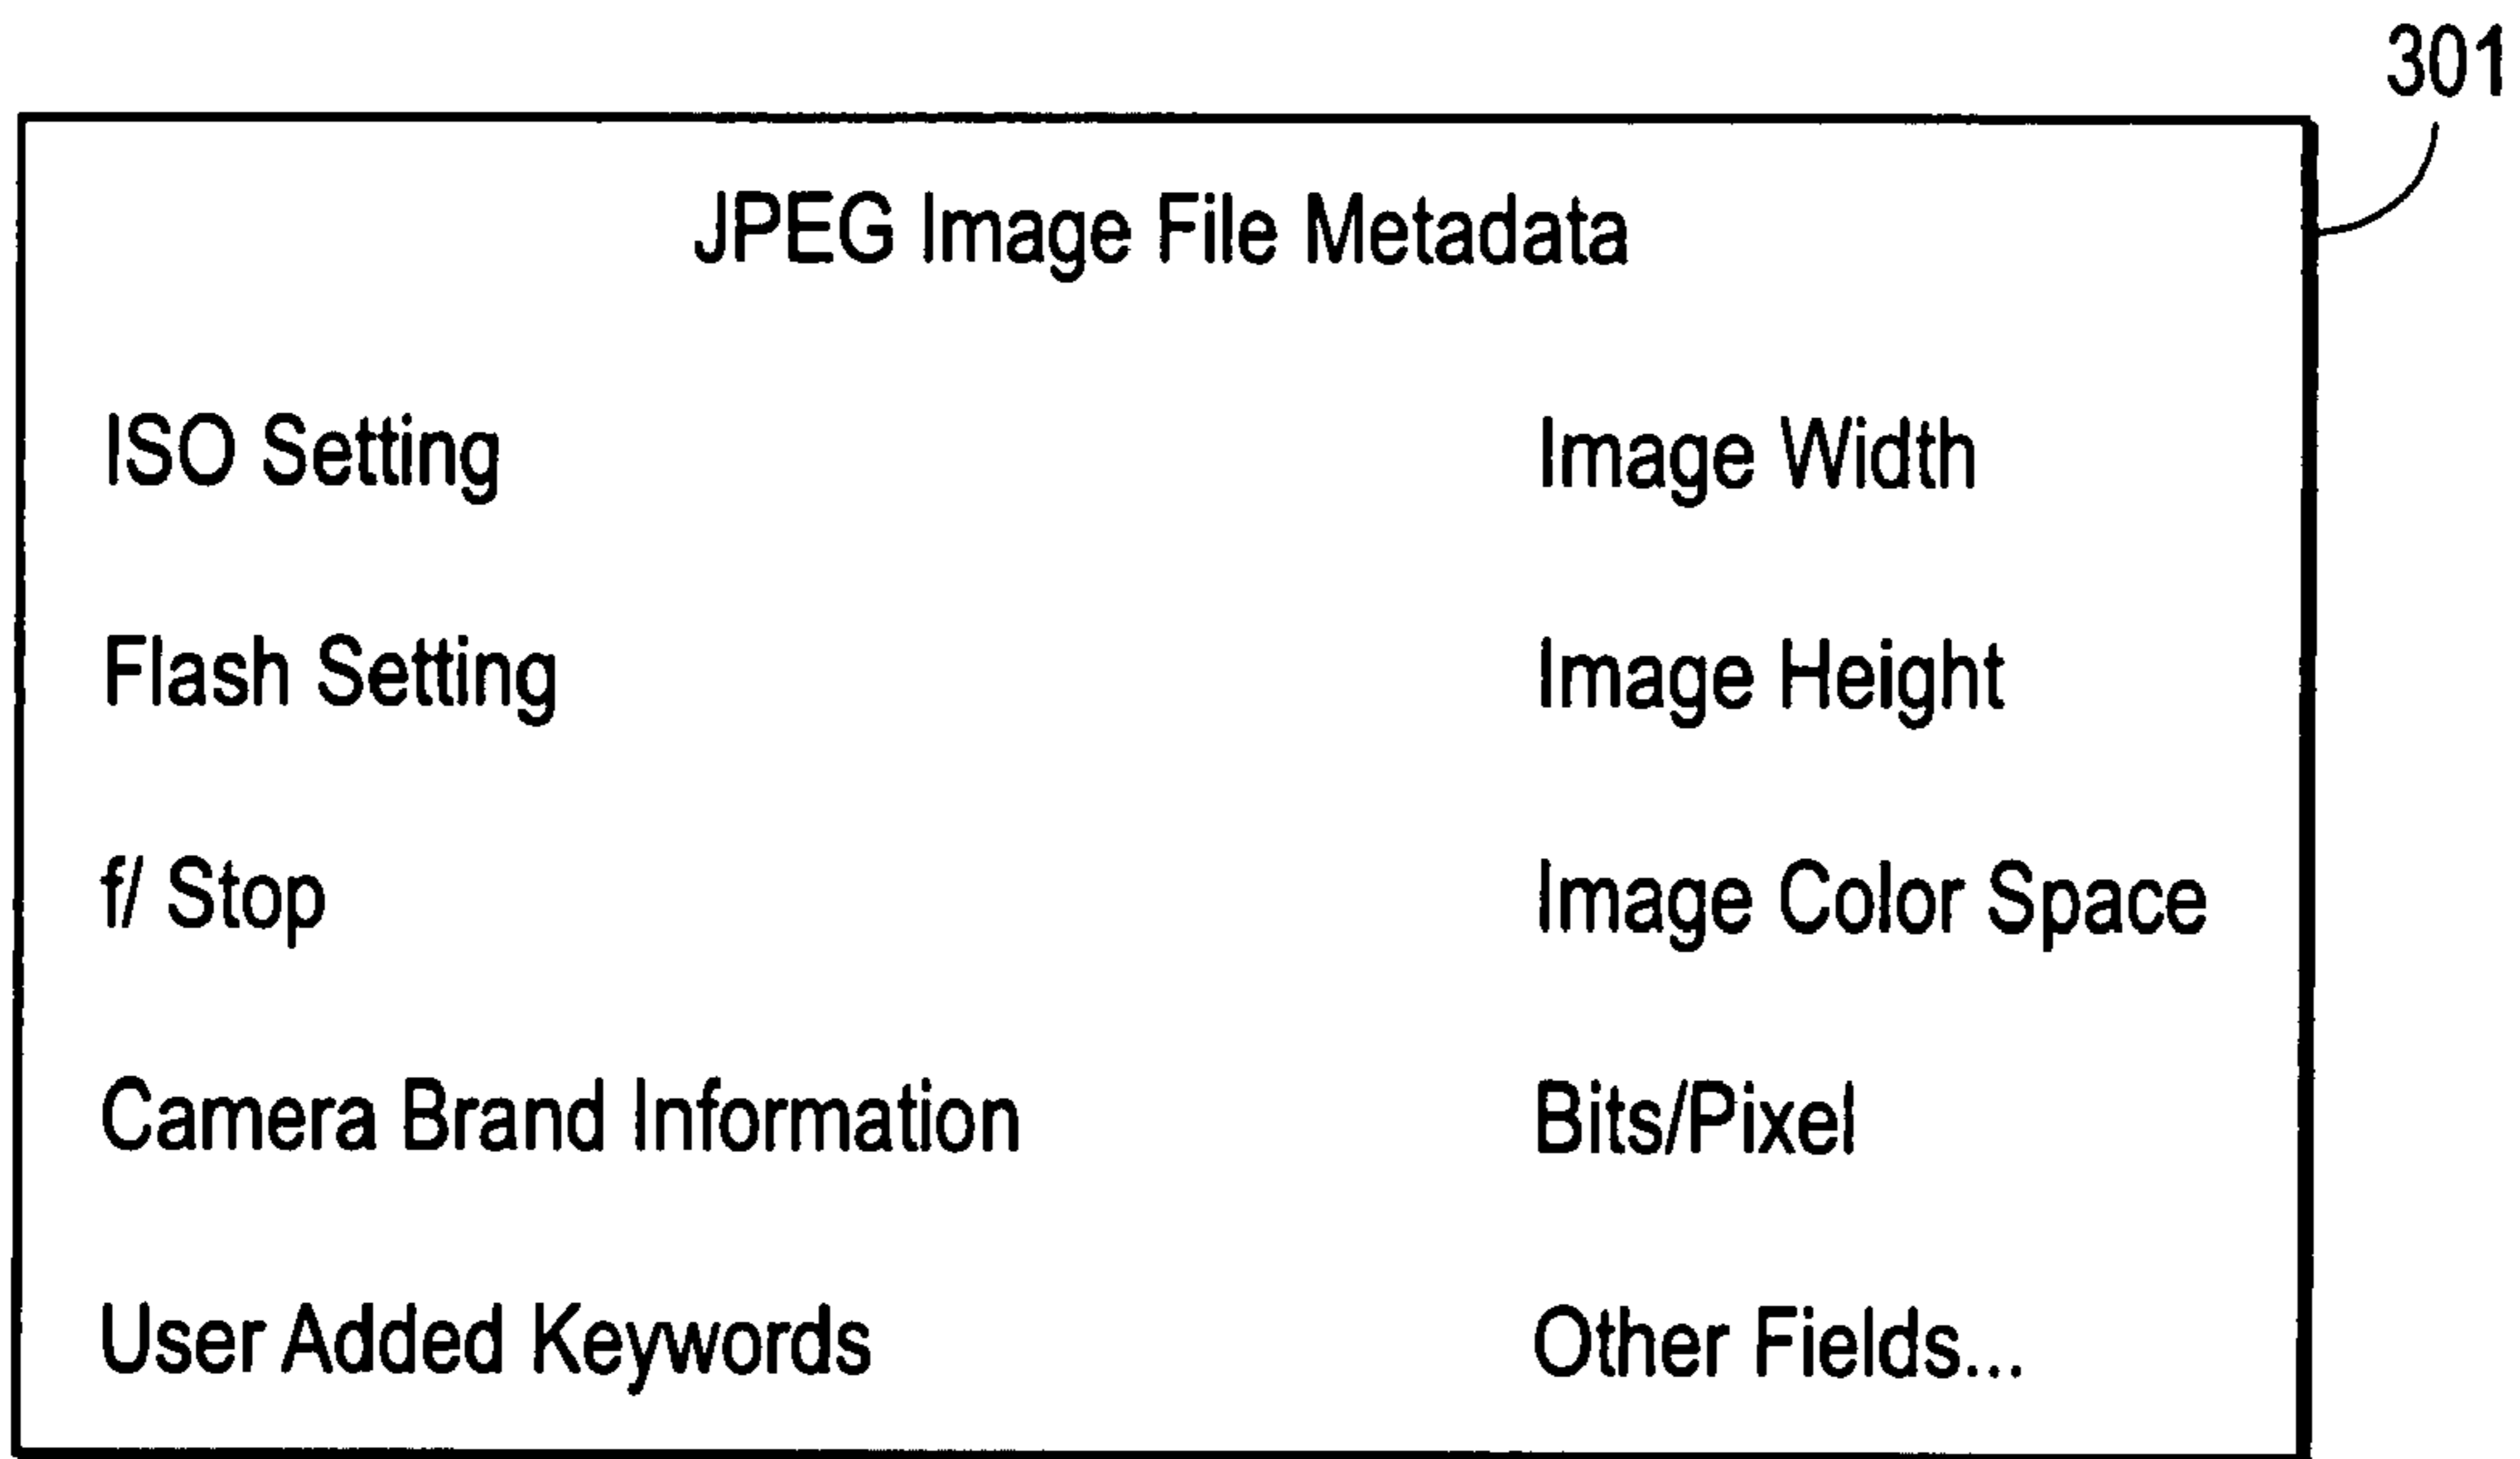 301
JPEG Image File Metadata
ISO Setting
Image Width
Flash Setting
Image Height
f/ Stop
Image Color Space
Camera Brand Information
Bits/Pixel
User Added Keywords
Other Fields...